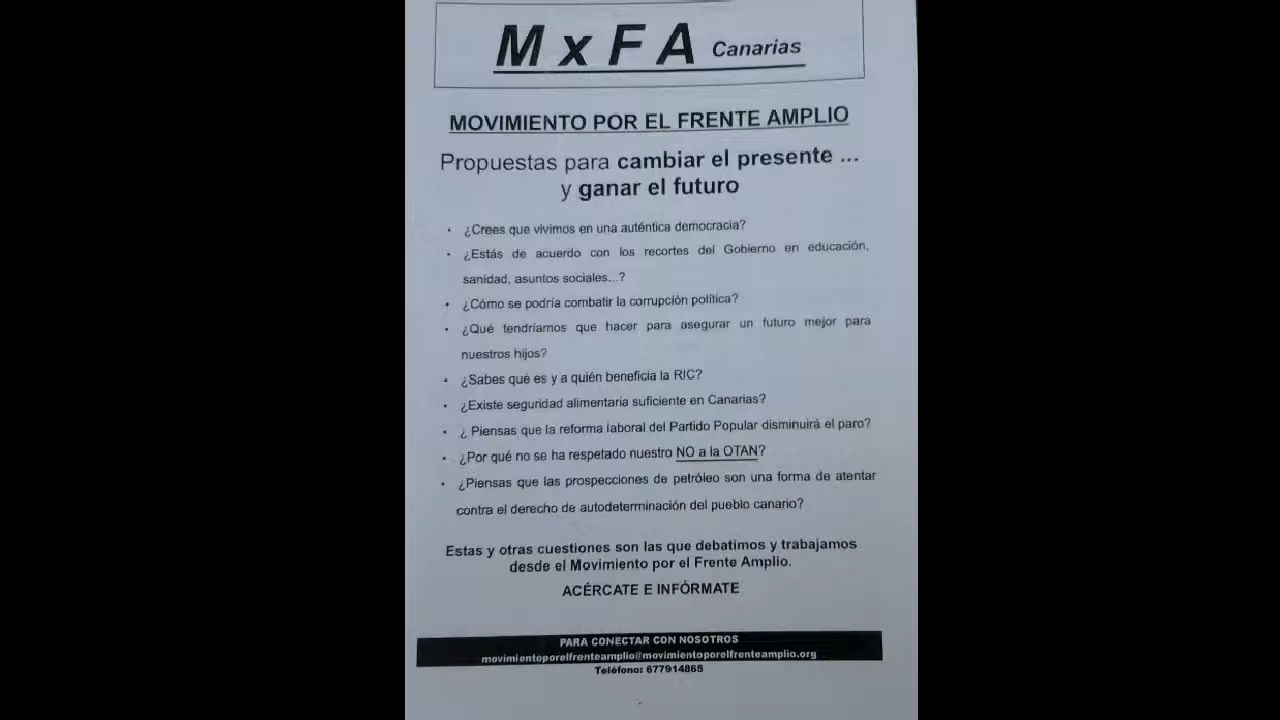 M x F A Canarias
MOVIMIENTO POR EL FRENTE AMPLIO
Propuestas para cambiar el presente ...
y ganar el futuro
• ¿Crees que vivimos en una auténtica democracia?
• ¿Estás de acuerdo con los recortes del Gobierno en educación,
sanidad, asuntos sociales...?
• ¿Cómo se podría combatir la corrupción política?
• ¿Qué tendríamos que hacer para asegurar un futuro mejor para
nuestros hijos?
• ¿Sabes qué es y a quién beneficia la RIC?
• ¿Existe seguridad alimentaria suficiente en Canarias?
• ¿ Piensas que la reforma laboral del Partido Popular disminuirá el paro?
• ¿Por qué no se ha respetado nuestro NO a la OTAN?
• ¿Piensas que las prospecciones de petróleo son una forma de atentar
contra el derecho de autodeterminación del pueblo canario?
Estas y otras cuestiones son las que debatimos y trabajamos
desde el Movimiento por el Frente Amplio.
ACÉRCATE E INFÓRMATE
PARA CONECTAR CON NOSOTROS
movimientoporelfrenteamplio@movimientoporelfrenteamplio.org
Teléfono: 677914865